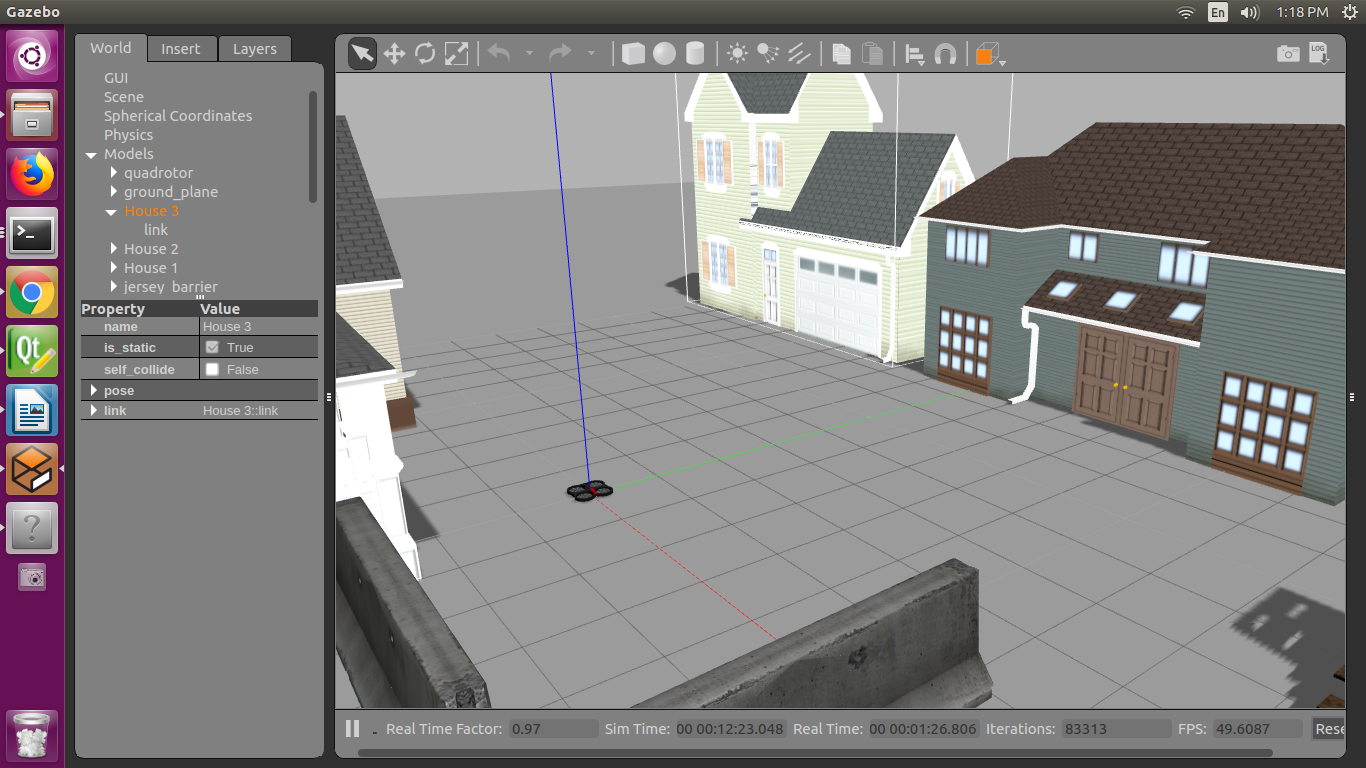 Gazebo
En
1:18 PM
World Insert Layers
LOG
GUI
Scene
Spherical Coordinates
Physics
Models
quadrotor
ground_plane
House 3
link
House 2
House 1
jersey_barrier
Property Value
name House 3
is_static True
self_collide False
pose
link House 3::link
Qt
Real Time Factor: 0.97 Sim Time: 00 00:12:23.048 Real Time: 00 00:01:26.806 Iterations: 83313 FPS: 49.6087 Rese